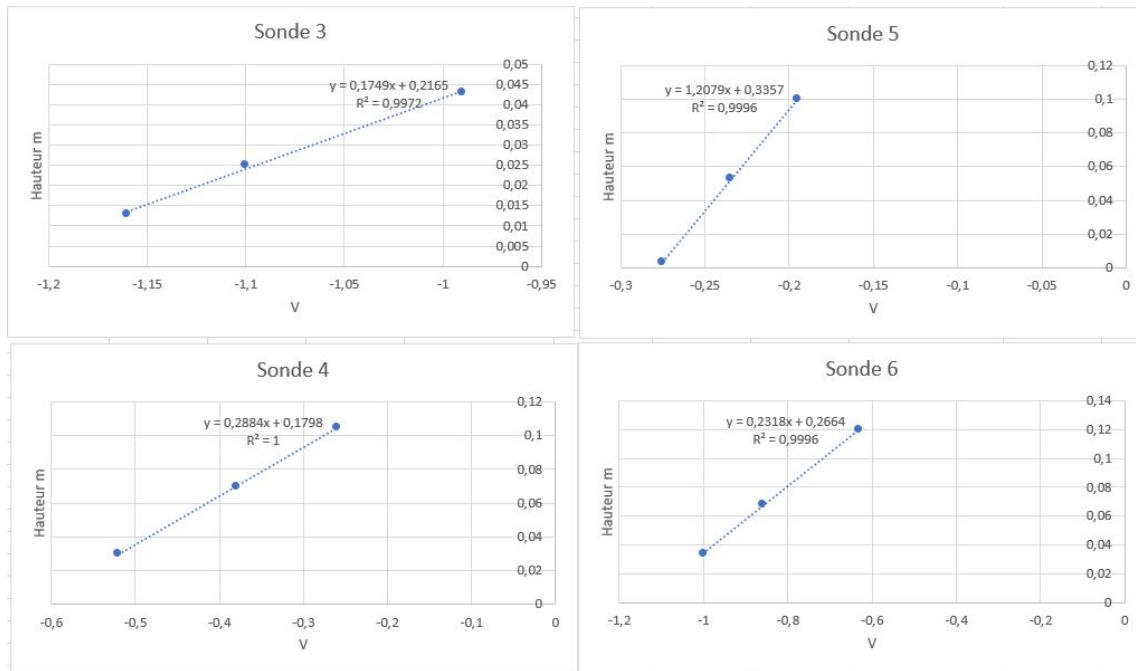 Sonde 3
0,05
0,045
0,04
0,035
0,03
0,025
0,02
0,015
0,01
0,005
0
y = 0,1749x + 0,2165
R² = 0,9972
Hauteur m
-1,2 -1,15 -1,1 -1,05 -1 -0,95
V
Sonde 5
0,12
0,1
0,08
0,06
0,04
0,02
0
y = 1,2079x + 0,3357
R² = 0,9996
Hauteur m
-0,3 -0,25 -0,2 -0,15 -0,1 -0,05 0
V
Sonde 4
0,12
0,1
0,08
0,06
0,04
0,02
0
y = 0,2884x + 0,1798
R² = 1
Hauteur m
-0,6 -0,5 -0,4 -0,3 -0,2 -0,1 0
V
Sonde 6
0,14
0,12
0,1
0,08
0,06
0,04
0,02
0
y = 0,2318x + 0,2664
R² = 0,9996
Hauteur m
-1,2 -1 -0,8 -0,6 -0,4 -0,2 0
V